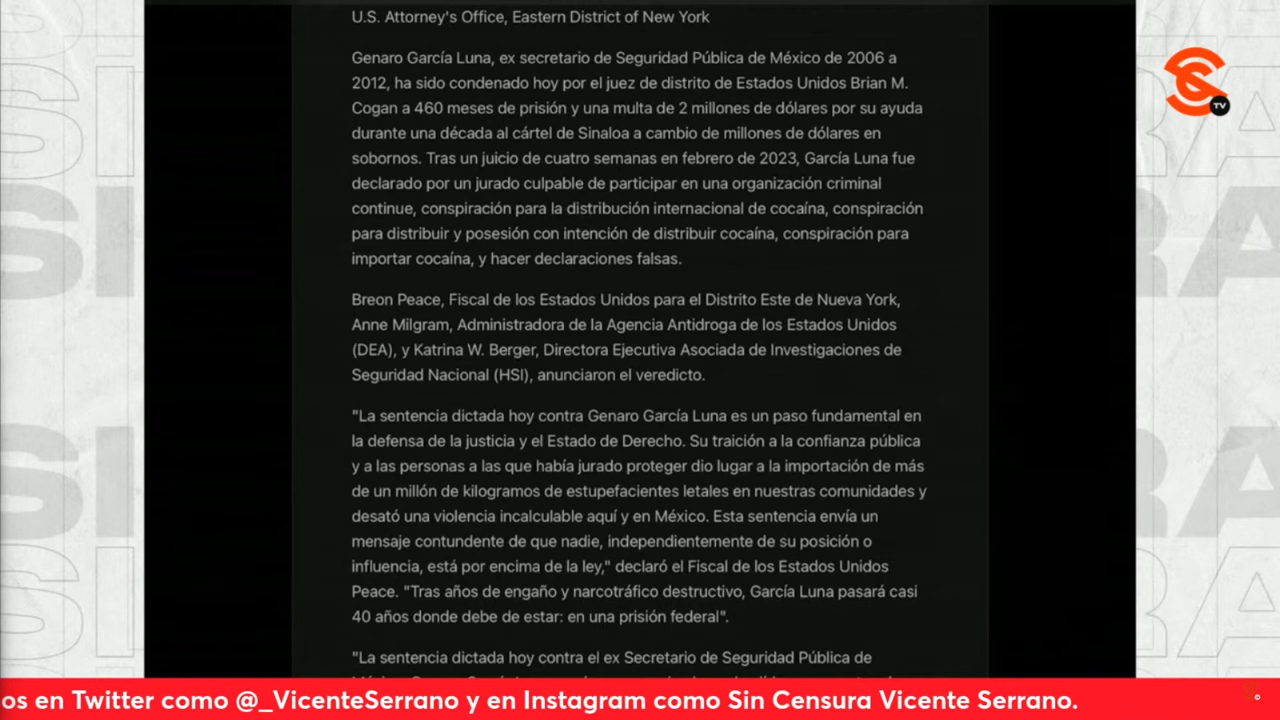 U.S. Attorney's Office, Eastern District of New York
Genaro García Luna, ex secretario de Seguridad Pública de México de 2006 a
2012, ha sido condenado hoy por el juez de distrito de Estados Unidos Brian M.
Cogan a 460 meses de prisión y una multa de 2 millones de dólares por su ayuda
durante una década al cártel de Sinaloa a cambio de millones de dólares en
sobornos. Tras un juicio de cuatro semanas en febrero de 2023, García Luna fue
declarado por un jurado culpable de participar en una organización criminal
continue, conspiración para la distribución internacional de cocaína, conspiración
para distribuir y posesión con intención de distribuir cocaína, conspiración para
importar cocaína, y hacer declaraciones falsas.
Breon Peace, Fiscal de los Estados Unidos para el Distrito Este de Nueva York,
Anne Milgram, Administradora de la Agencia Antidroga de los Estados Unidos
(DEA), y Katrina W. Berger, Directora Ejecutiva Asociada de Investigaciones de
Seguridad Nacional (HSI), anunciaron el veredicto.
"La sentencia dictada hoy contra Genaro García Luna es un paso fundamental en
la defensa de la justicia y el Estado de Derecho. Su traición a la confianza pública
y a las personas a las que había jurado proteger dio lugar a la importación de más
de un millón de kilogramos de estupefacientes letales en nuestras comunidades y
desató una violencia incalculable aquí y en México. Esta sentencia envía un
mensaje contundente de que nadie, independientemente de su posición o
influencia, está por encima de la ley," declaró el Fiscal de los Estados Unidos
Peace. "Tras años de engaño y narcotráfico destructivo, García Luna pasará casi
40 años donde debe de estar: en una prisión federal".
"La sentencia dictada hoy contra el ex Secretario de Seguridad Pública de
TV
os en Twitter como @_VicenteSerrano y en Instagram como Sin Censura Vicente Serrano.